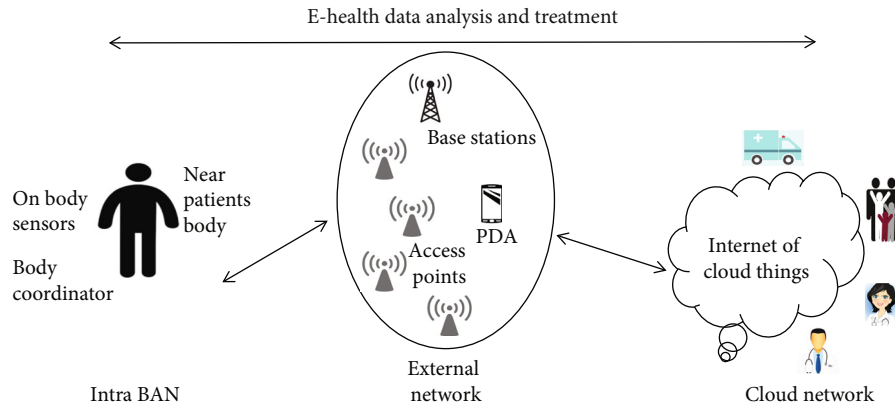 E-health data analysis and treatment
Base stations
Near
patients
body
On body
sensors
Body
coordinator
PDA
Access
points
Internet of
cloud things
Intra BAN
External
network
Cloud network